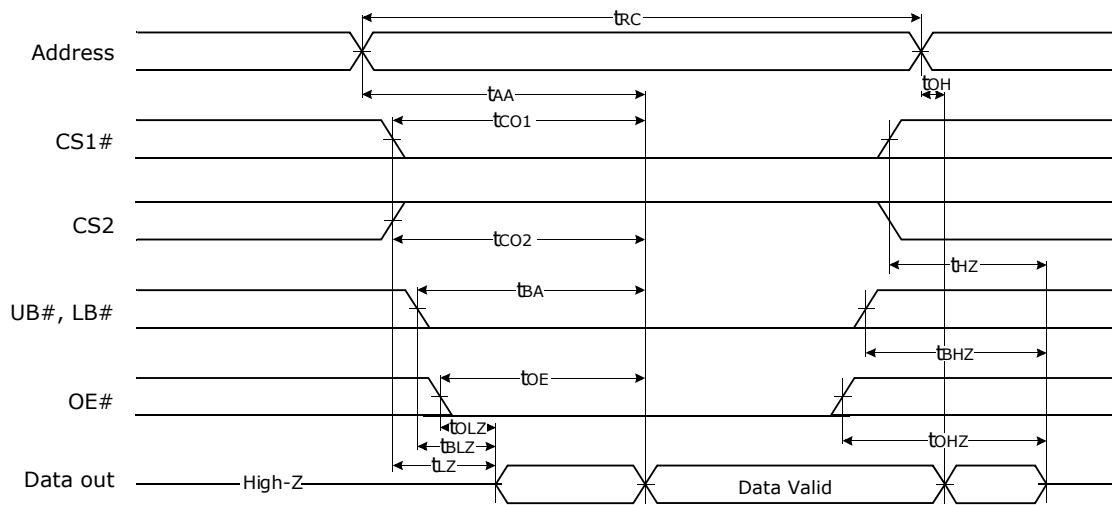 tRC
Address
tOH
tAA
tCO1
CS1#
CS2
tCO2
tHZ
tBA
UB#, LB#
tBHZ
tOE
OE#
tOLZ
tOHZ
tBLZ
tLZ
Data out
High-Z
Data Valid